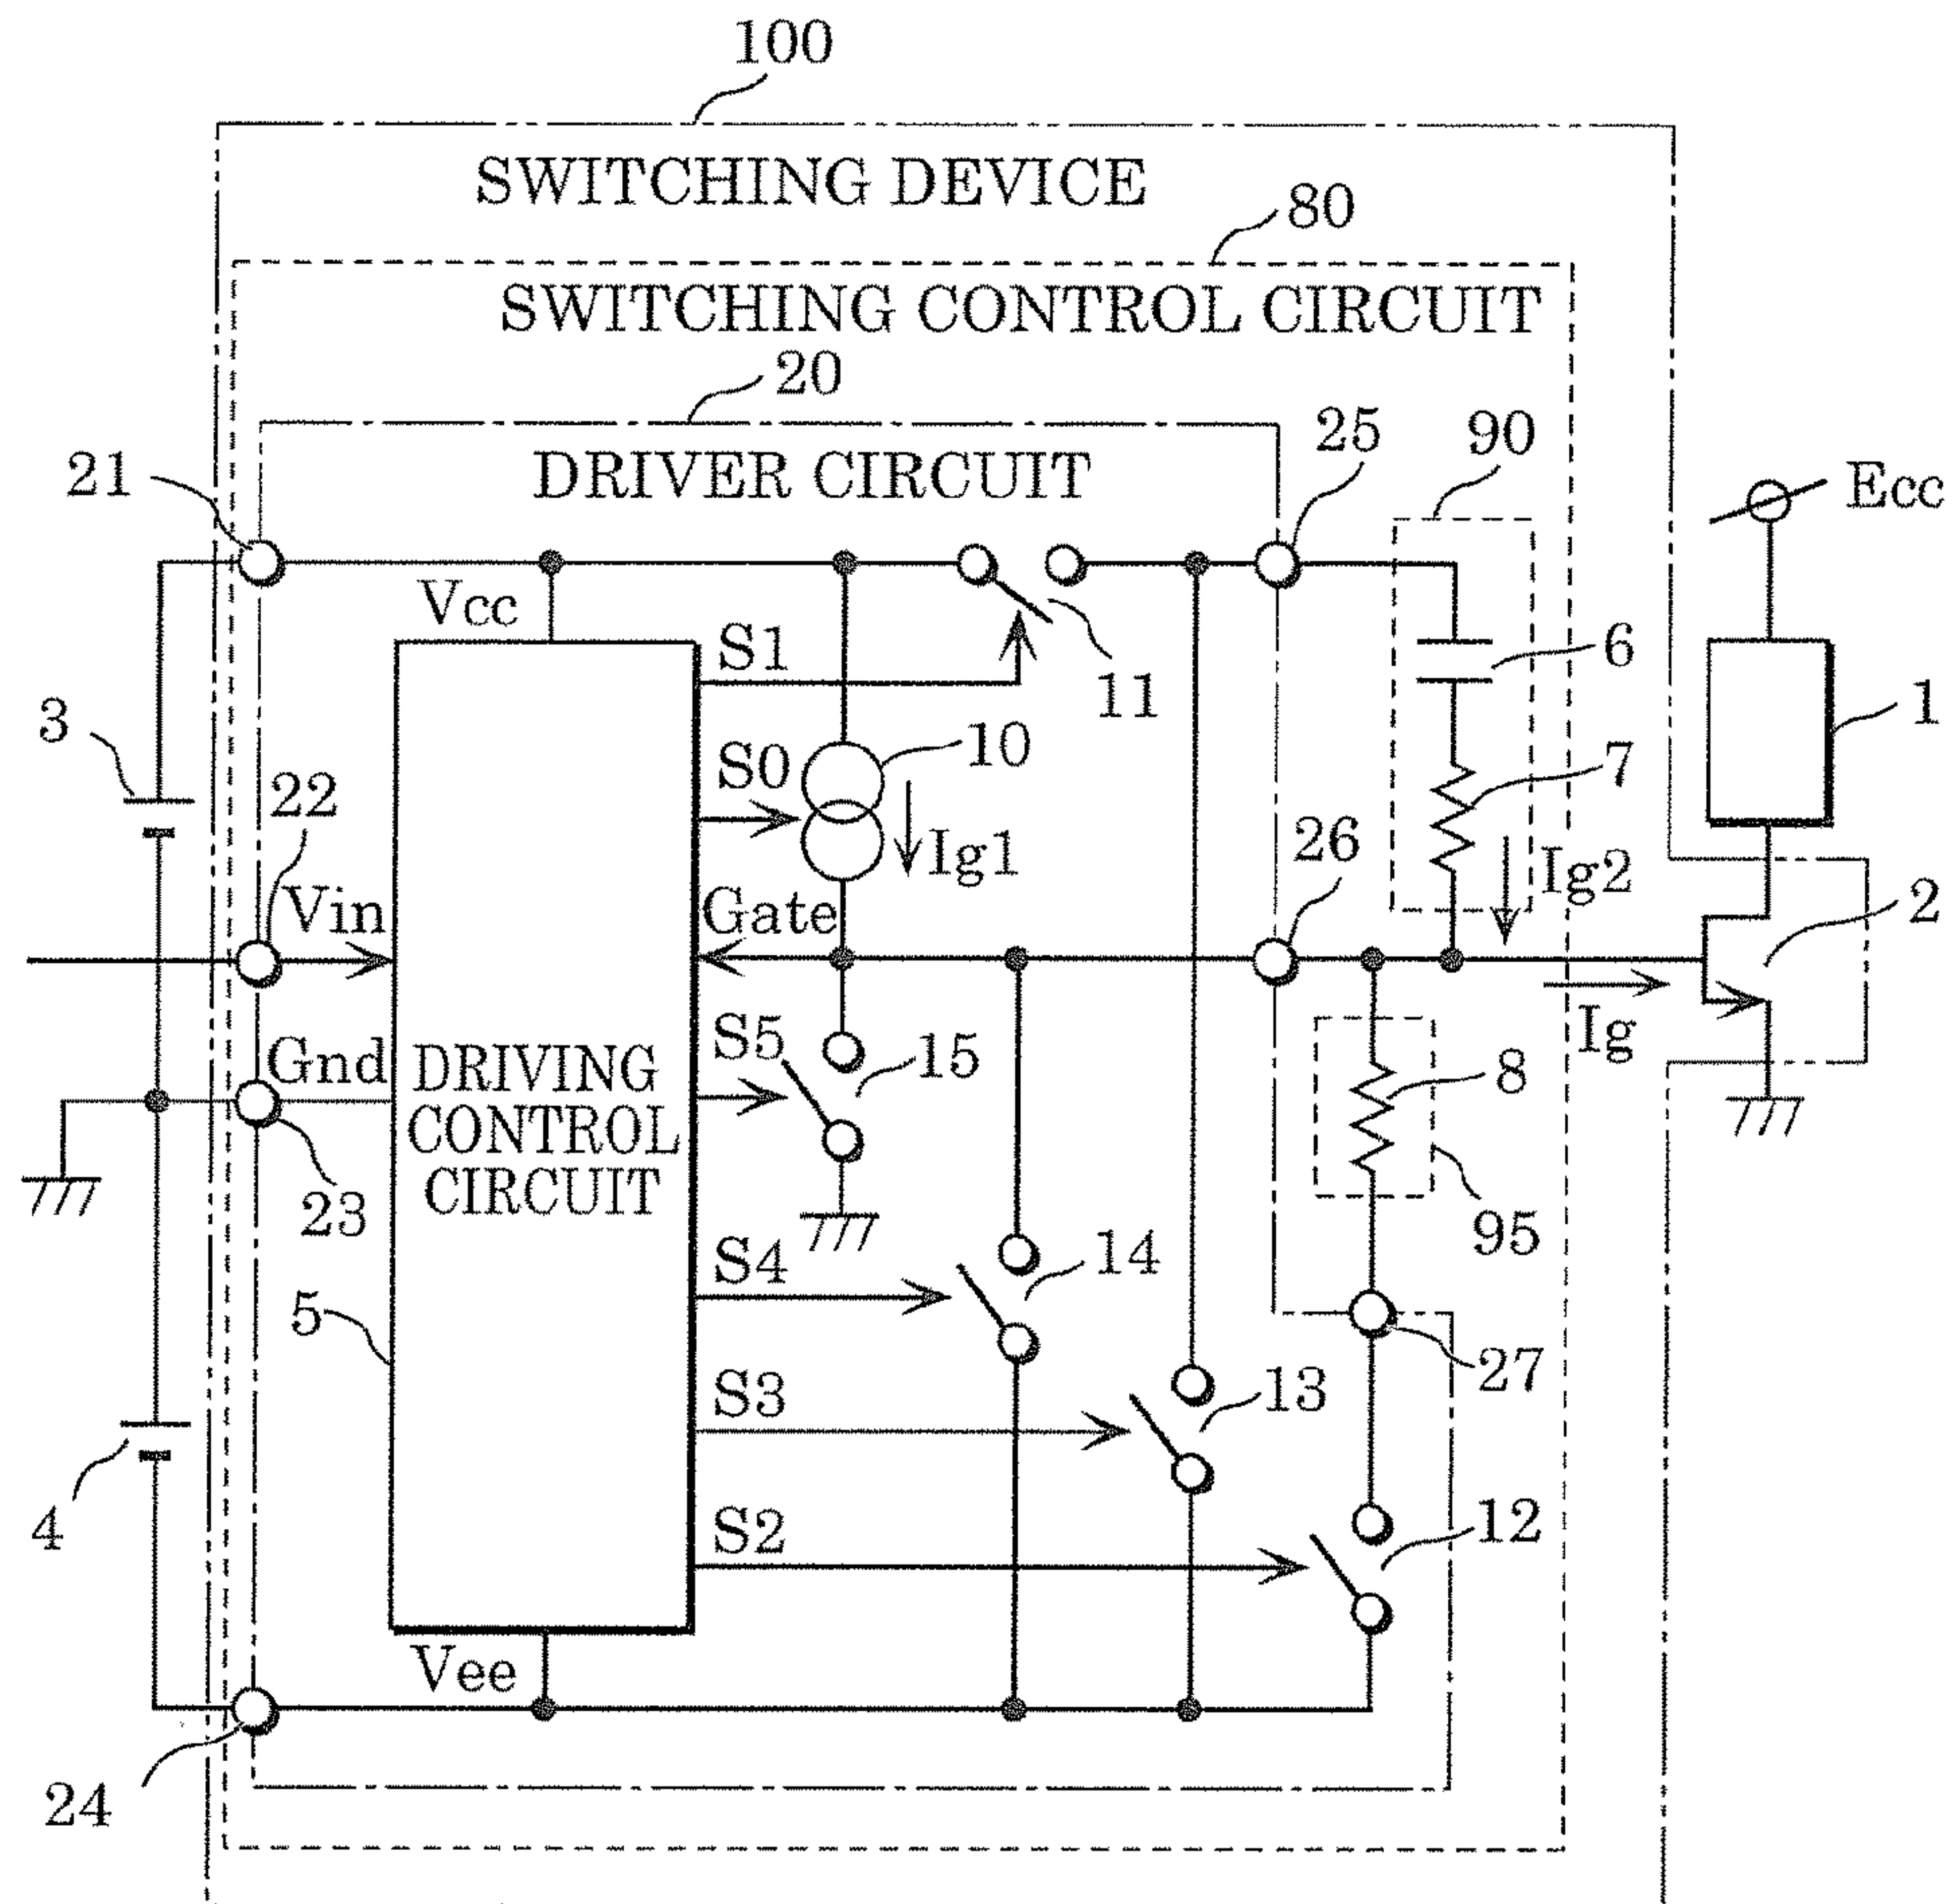 100
SWITCHING DEVICE
80
SWITCHING CONTROL CIRCUIT
20
25
90
21
DRIVER CIRCUIT
Ecc
Vcc
S1
11
6
1
3
S0
10
7
22
Ig1
26
Ig2
Vin
Gate
2
Gnd
S5
15
8
Ig
DRIVING
CONTROL
CIRCUIT
23
95
S4
14
5
27
S3
13
4
S2
12
Vee
24